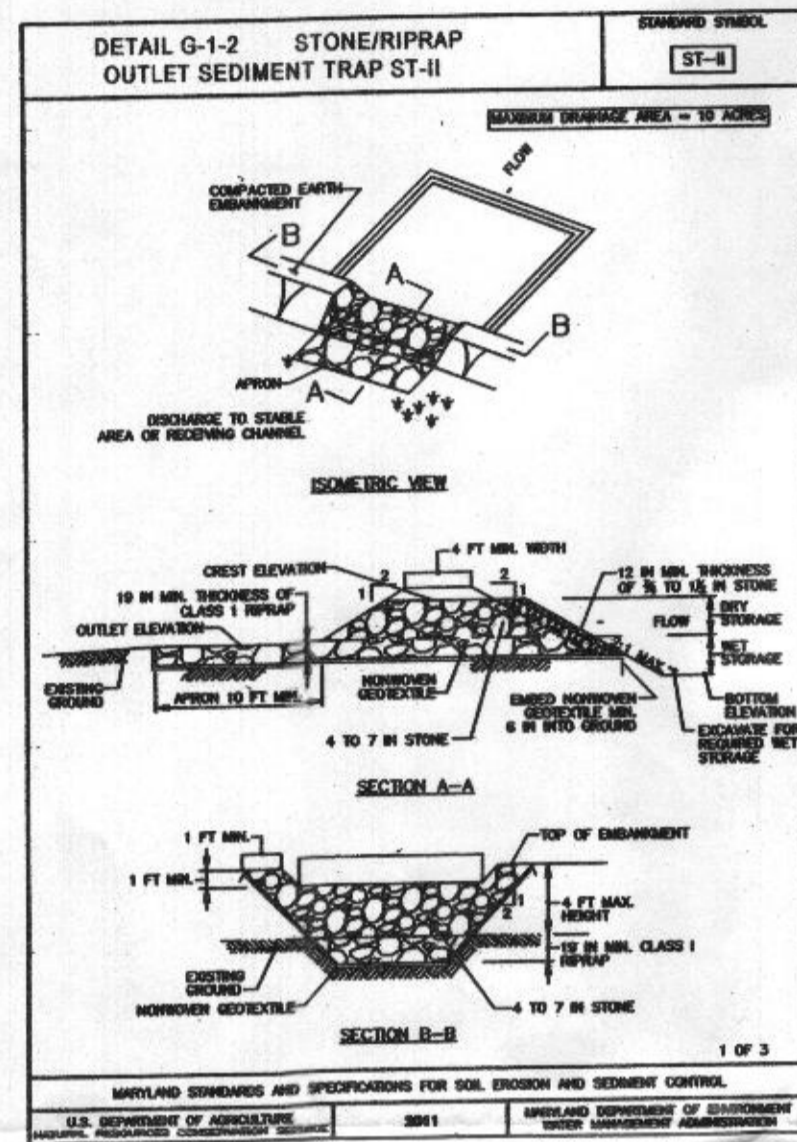 DETAIL G-1-2 STONE/RIPRAP
OUTLET SEDIMENT TRAP ST-II
STANDARD SYMBOL
ST-II
MAXIMUM DRAINAGE AREA = 10 ACRES
FLOW
COMPACTED EARTH
EMBANKMENT
B
A
B
APRON
A
DISCHARGE TO STABLE
AREA OR RECEIVING CHANNEL
ISOMETRIC VIEW
4 FT MIN. WIDTH
CREST ELEVATION
2
1
2
1
12 IN MIN. THICKNESS
OF ¾ TO 1½ IN STONE
19 IN MIN. THICKNESS OF
CLASS I RIPRAP
DRY
STORAGE
FLOW
OUTLET ELEVATION
WET
STORAGE
1 MAX
EXISTING
GROUND
APRON 10 FT MIN.
NONWOVEN
GEOTEXTILE
EMBED NONWOVEN
GEOTEXTILE MIN.
6 IN INTO GROUND
BOTTOM
ELEVATION
4 TO 7 IN STONE
EXCAVATE FOR
REQUIRED WET
STORAGE
SECTION A-A
1 FT MIN.
TOP OF EMBANKMENT
1 FT MIN.
1
2
4 FT MAX.
HEIGHT
19 IN MIN. CLASS I
RIPRAP
EXISTING
GROUND
NONWOVEN GEOTEXTILE
4 TO 7 IN STONE
SECTION B-B
1 OF 3
MARYLAND STANDARDS AND SPECIFICATIONS FOR SOIL EROSION AND SEDIMENT CONTROL
U.S. DEPARTMENT OF AGRICULTURE
NATURAL RESOURCES CONSERVATION SERVICE
2011
MARYLAND DEPARTMENT OF ENVIRONMENT
WATER MANAGEMENT ADMINISTRATION